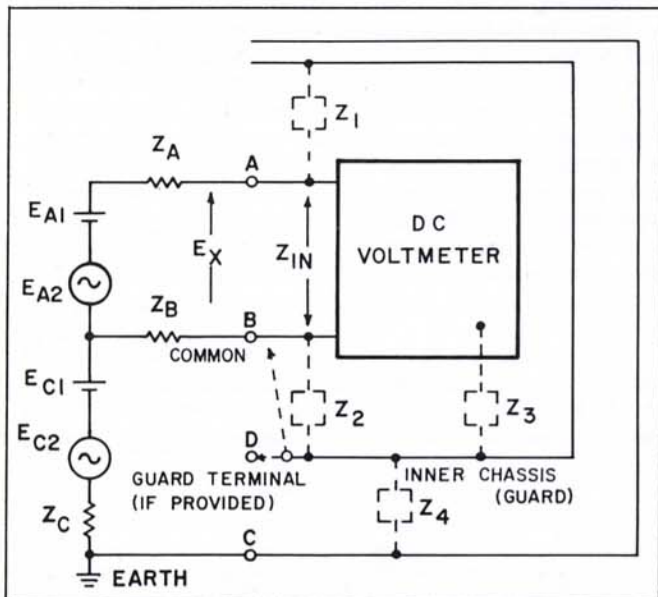 Z1
ZA
A
EA1
EX
ZIN
DC
VOLTMETER
EA2
ZB
B
COMMON
EC1
Z2
Z3
EC2
D
GUARD TERMINAL
(IF PROVIDED)
INNER CHASSIS
(GUARD)
Z4
ZC
C
EARTH